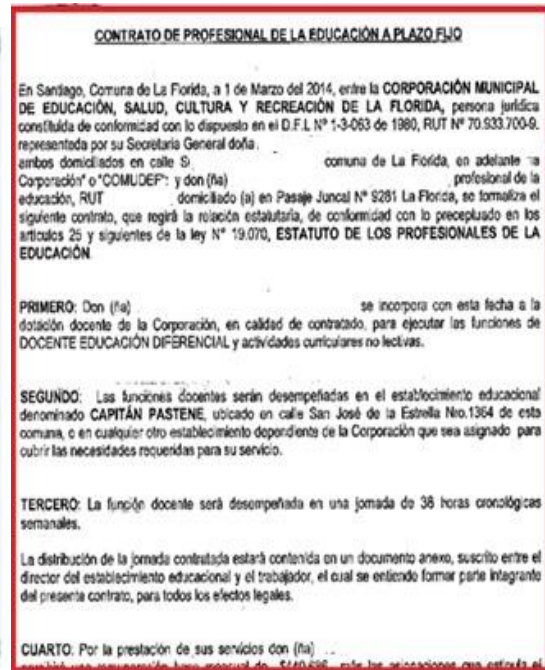 CONTRATO DE PROFESIONAL DE LA EDUCACIÓN A PLAZO FIJO
En Santiago, Comuna de La Florida, a 1 de Marzo del 2014, entre la CORPORACIÓN MUNICIPAL
DE EDUCACIÓN, SALUD, CULTURA Y RECREACIÓN DE LA FLORIDA, persona jurídica
constituida de conformidad con lo dispuesto en el D.F.L Nº 1-3-063 de 1980, RUT Nº 70.933.700-9,
representada por su Secretaria General doña
ambos domiciliados en calle S comuna de La Florida, en adelante
Corporación" o "COMUDEF"; y don (ña) , profesional de la
educación, RUT domiciliado (a) en Pasaje Juncal Nº 9281 La Florida, se formaliza el
siguiente contrato, que regirá la relación estatutaria, de conformidad con lo preceptuado en los
artículos 25 y siguientes de la ley Nº 19.070, ESTATUTO DE LOS PROFESIONALES DE LA
EDUCACIÓN
PRIMERO: Don (ña) se incorpora con esta fecha a la
dotación docente de la Corporación, en calidad de contratado, para ejecutar las funciones de
DOCENTE EDUCACIÓN DIFERENCIAL y actividades curriculares no lectivas.
SEGUNDO: Las funciones docentes serán desempeñadas en el establecimiento educacional
denominado CAPITÁN PASTENE, ubicado en calle San José de la Estrella Nro.1364 de esta
comuna, o en cualquier otro establecimiento dependiente de la Corporación que sea asignado para
cubrir las necesidades requeridas para su servicio.
TERCERO: La función docente será desempeñada en una jornada de 38 horas cronológicas
semanales.
La distribución de la jornada contratada estará contenida en un documento anexo, suscrito entre el
director del establecimiento educacional y el trabajador, el cual se entiende formar parte integrante
del presente contrato, para todos los efectos legales.
CUARTO: Por la prestación de sus servicios don (ña)